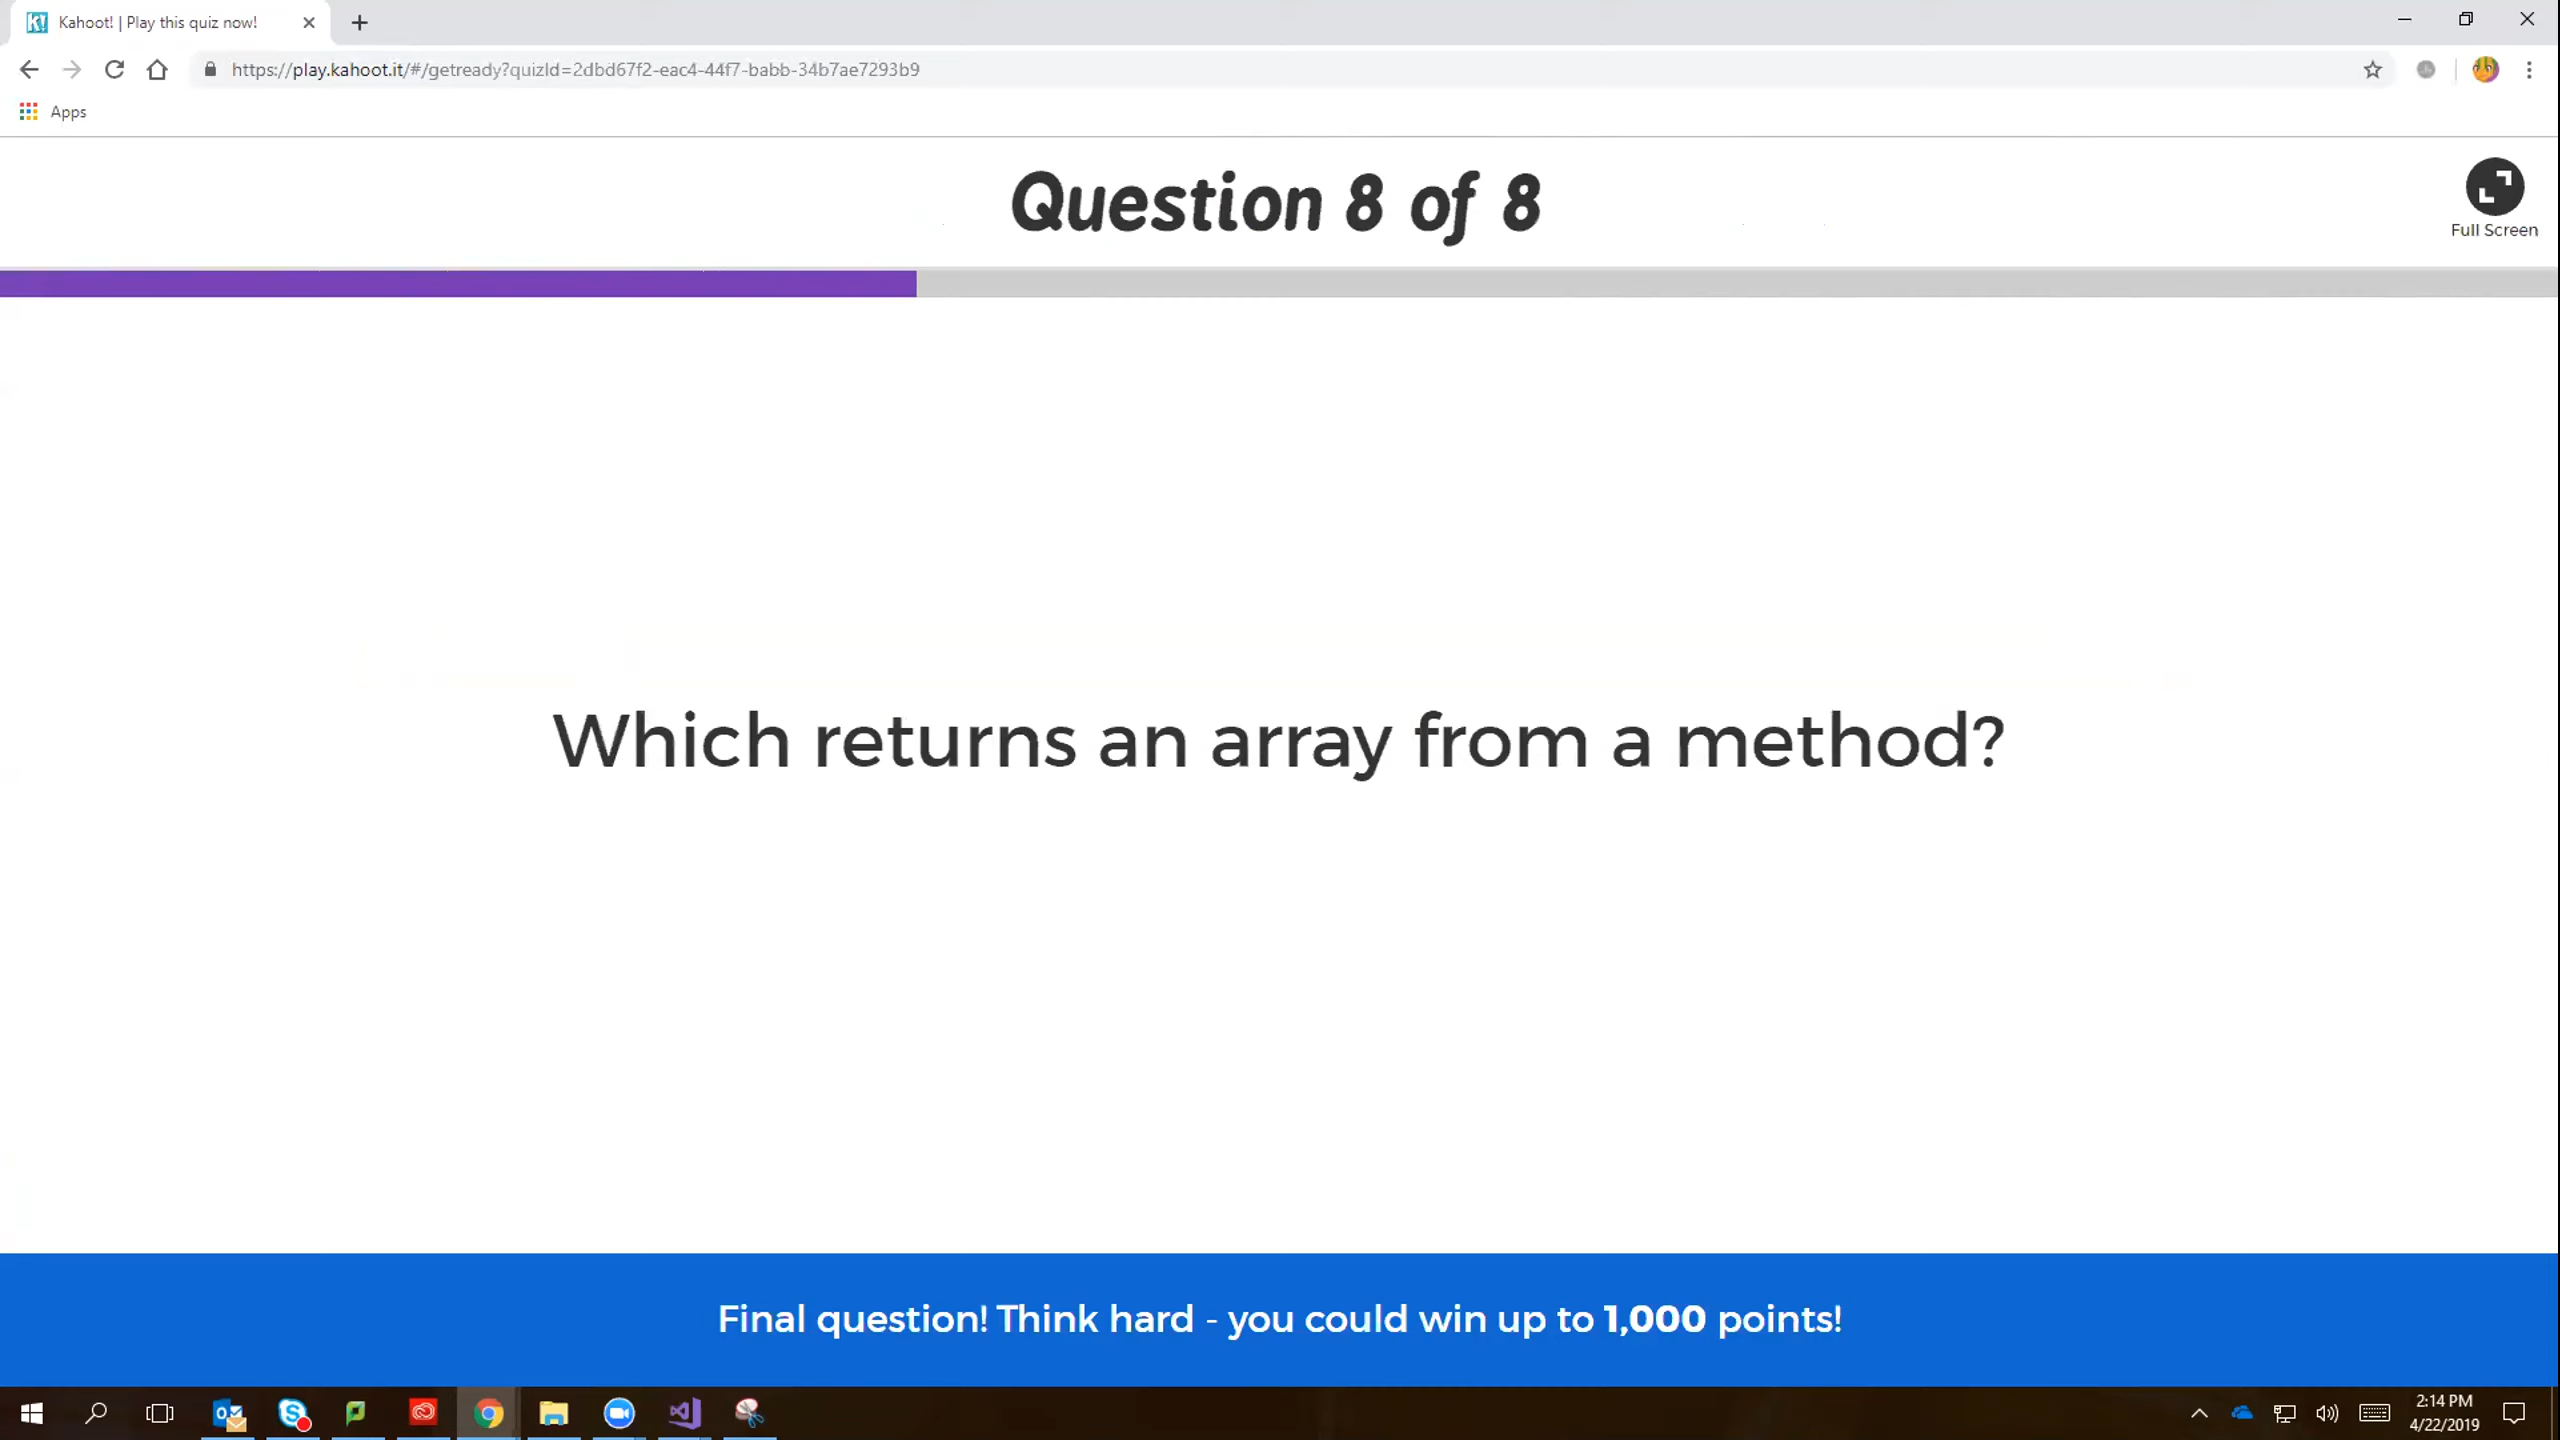 Kahoot! | Play this quiz now!
https://play.kahoot.it/#/getready?quizId=2dbd67f2-eac4-44f7-babb-34b7ae7293b9
Apps
Question 8 of 8
Full Screen
Which returns an array from a method?
Final question! Think hard - you could win up to 1,000 points!
2:14 PM
4/22/2019